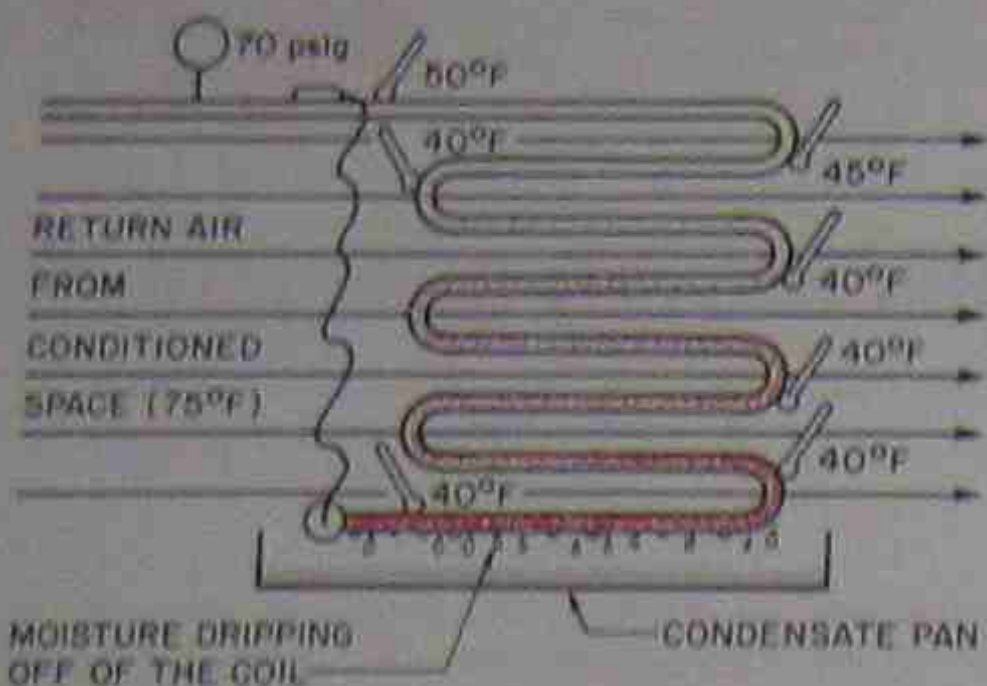 70 psig
50°F
40°F
45°F
RETURN AIR
40°F
FROM
CONDITIONED
40°F
SPACE (75°F)
40°F
40°F
MOISTURE DRIPPING
OFF OF THE COIL
CONDENSATE PAN